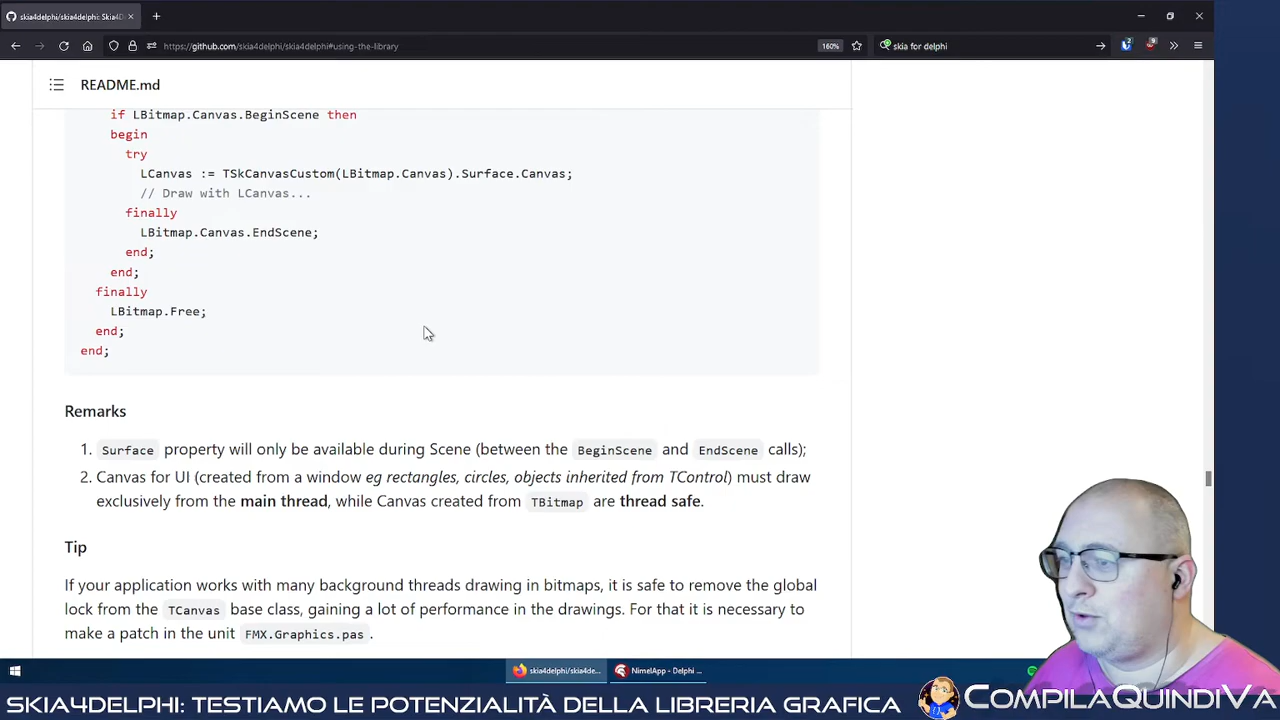 skia4delphi/skia4delphi: Skia4D
https://github.com/skia4delphi/skia4delphi#using-the-library
160%
skia for delphi
2
9
README.md
if LBitmap.Canvas.BeginScene then
begin
try
LCanvas := TSkCanvasCustom(LBitmap.Canvas).Surface.Canvas;
// Draw with LCanvas...
finally
LBitmap.Canvas.EndScene;
end;
end;
finally
LBitmap.Free;
end;
end;
Remarks
1. Surface property will only be available during Scene (between the BeginScene and EndScene calls);
2. Canvas for UI (created from a window eg rectangles, circles, objects inherited from TControl) must draw
exclusively from the main thread, while Canvas created from TBitmap are thread safe.
Tip
If your application works with many background threads drawing in bitmaps, it is safe to remove the global
lock from the TCanvas base class, gaining a lot of performance in the drawings. For that it is necessary to
make a patch in the unit FMX.Graphics.pas.
skia4delphi/skia4de...
NimelApp - Delphi ...
SKIA4DELPHI: TESTIAMO LE POTENZIALITÀ DELLA LIBRERIA GRAFICA
COMPILAQUINDIVA